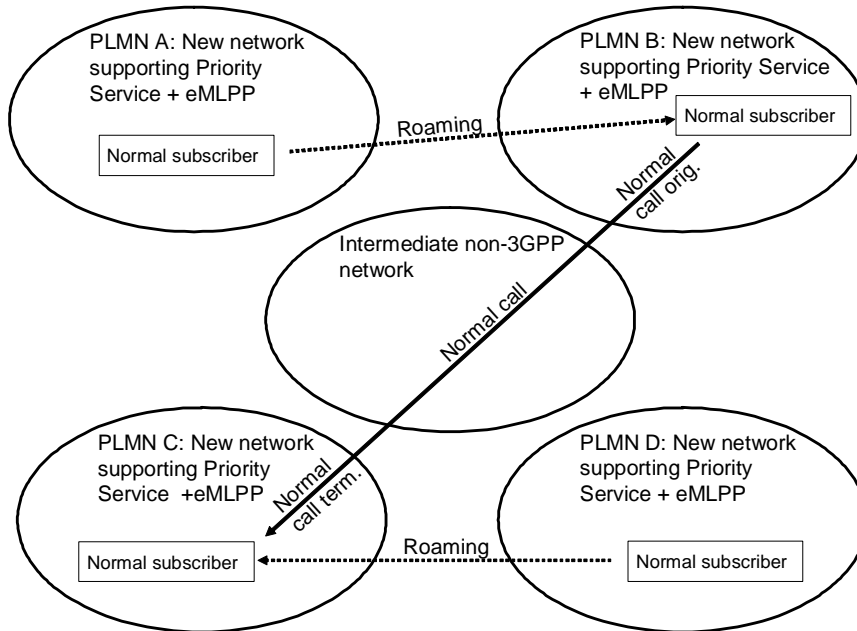 PLMN A: New network
supporting Priority
Service + eMLPP
Normal subscriber
Roaming
PLMN B: New network
supporting Priority Service
+ eMLPP
Normal subscriber
Normal
call orig.
Intermediate non-3GPP
network
Normal call
PLMN C: New network
supporting Priority
Service +eMLPP
Normal
call term.
Normal subscriber
Roaming
PLMN D: New network
supporting Priority
Service + eMLPP
Normal subscriber